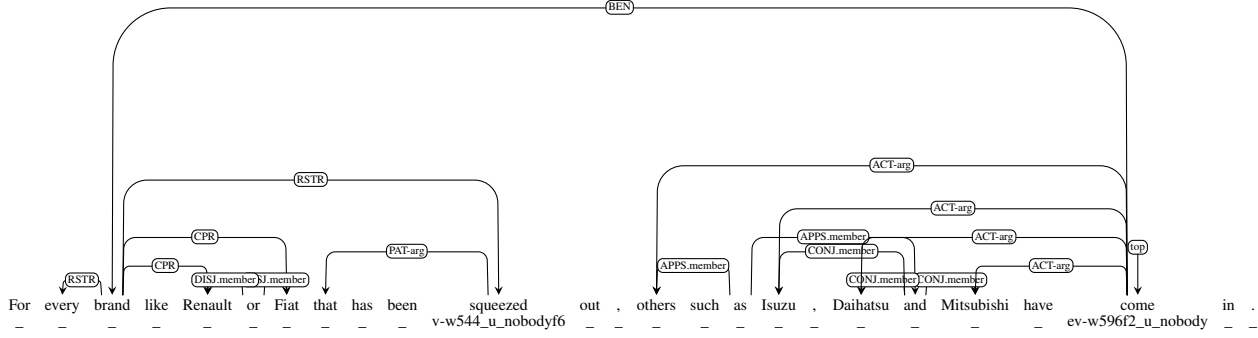 BEN
ACT-arg
RSTR
ACT-arg
CPR PAT-arg APPS.member ACT-arg top
CONJ.member
RSTR CPR DISJ.member SJ.member APPS.member CONJ.member CONJ.member ACT-arg
For every brand like Renault or Fiat that has been squeezed out , others such as Isuzu , Daihatsu and Mitsubishi have come in .
_ _ _ _ _ _ _ _ _ _ v-w544_u_nobodyf6 _ _ _ _ _ _ _ _ _ _ _ ev-w596f2_u_nobody _ _